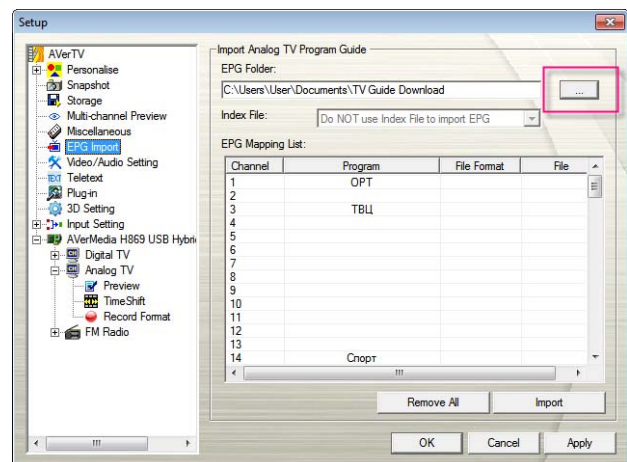 Setup
AVerTV
Personalise
Snapshot
Storage
Multi-channel Preview
Miscellaneous
EPG Import
Video/Audio Setting
TEXT Teletext
Plug-in
3D Setting
Input Setting
AVerMedia H869 USB Hybri
Digital TV
Analog TV
Preview
TimeShift
Record Format
FM Radio
Import Analog TV Program Guide
EPG Folder:
C:\Users\User\Documents\TV Guide Download
...
Index File:
Do NOT use Index File to import EPG
EPG Mapping List:
Channel Program File Format File
1 ОРТ
2
3 ТВЦ
4
5
6
7
8
9
10
11
12
13
14 Спорт
Remove All Import
OK Cancel Apply